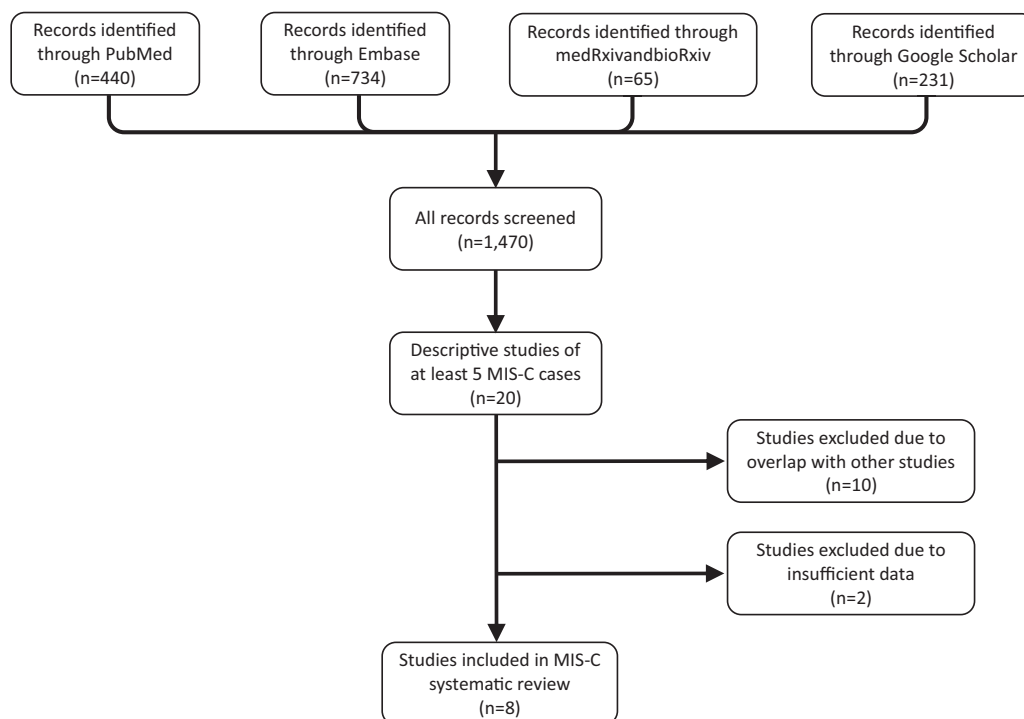 Records identified
through PubMed
(n=440)
Records identified
through Embase
(n=734)
Records identified through
medRxivandbioRxiv
(n=65)
Records identified
through Google Scholar
(n=231)
All records screened
(n=1,470)
Descriptive studies of
at least 5 MIS-C cases
(n=20)
Studies excluded due to
overlap with other studies
(n=10)
Studies excluded due to
insufficient data
(n=2)
Studies included in MIS-C
systematic review
(n=8)